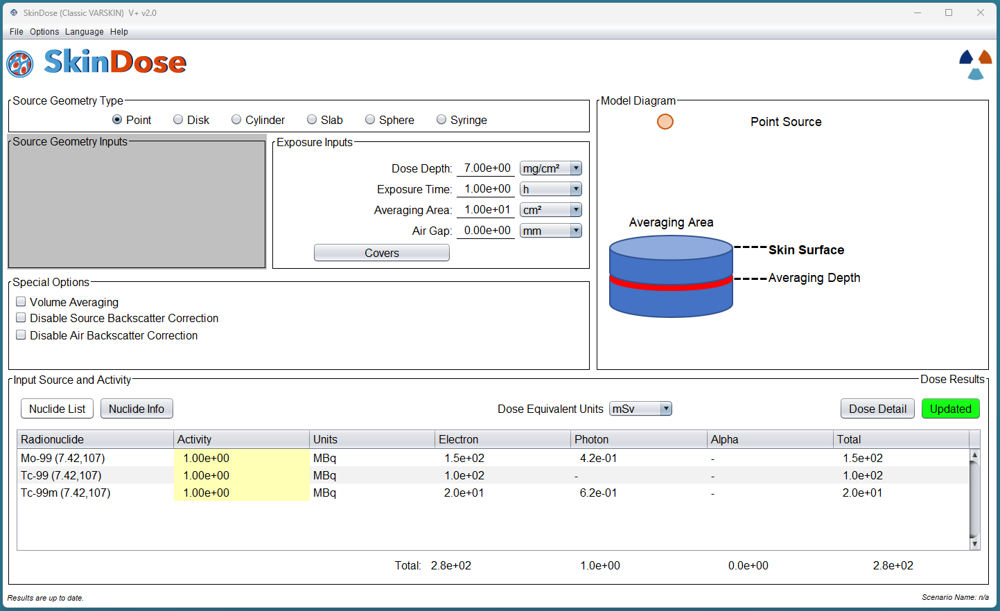 SkinDose (Classic VARSKIN) V+ v2.0
File Options Language Help
SkinDose
Source Geometry Type
Point Disk Cylinder Slab Sphere Syringe
Source Geometry Inputs
Exposure Inputs
Dose Depth: 7.00e+00 mg/cm²
Exposure Time: 1.00e+00 h
Averaging Area: 1.00e+01 cm²
Air Gap: 0.00e+00 mm
Covers
Special Options
Volume Averaging
Disable Source Backscatter Correction
Disable Air Backscatter Correction
Model Diagram
Point Source
Averaging Area
Skin Surface
Averaging Depth
Input Source and Activity
Dose Results
Nuclide List Nuclide Info Dose Equivalent Units mSv Dose Detail Updated
Radionuclide Activity Units Electron Photon Alpha Total
Mo-99 (7.42,107) 1.00e+00 MBq 1.5e+02 4.2e-01 - 1.5e+02
Tc-99 (7.42,107) 1.00e+00 MBq 1.0e+02 - - 1.0e+02
Tc-99m (7.42,107) 1.00e+00 MBq 2.0e+01 6.2e-01 - 2.0e+01
Total: 2.8e+02 1.0e+00 0.0e+00 2.8e+02
Results are up to date.
Scenario Name: n/a